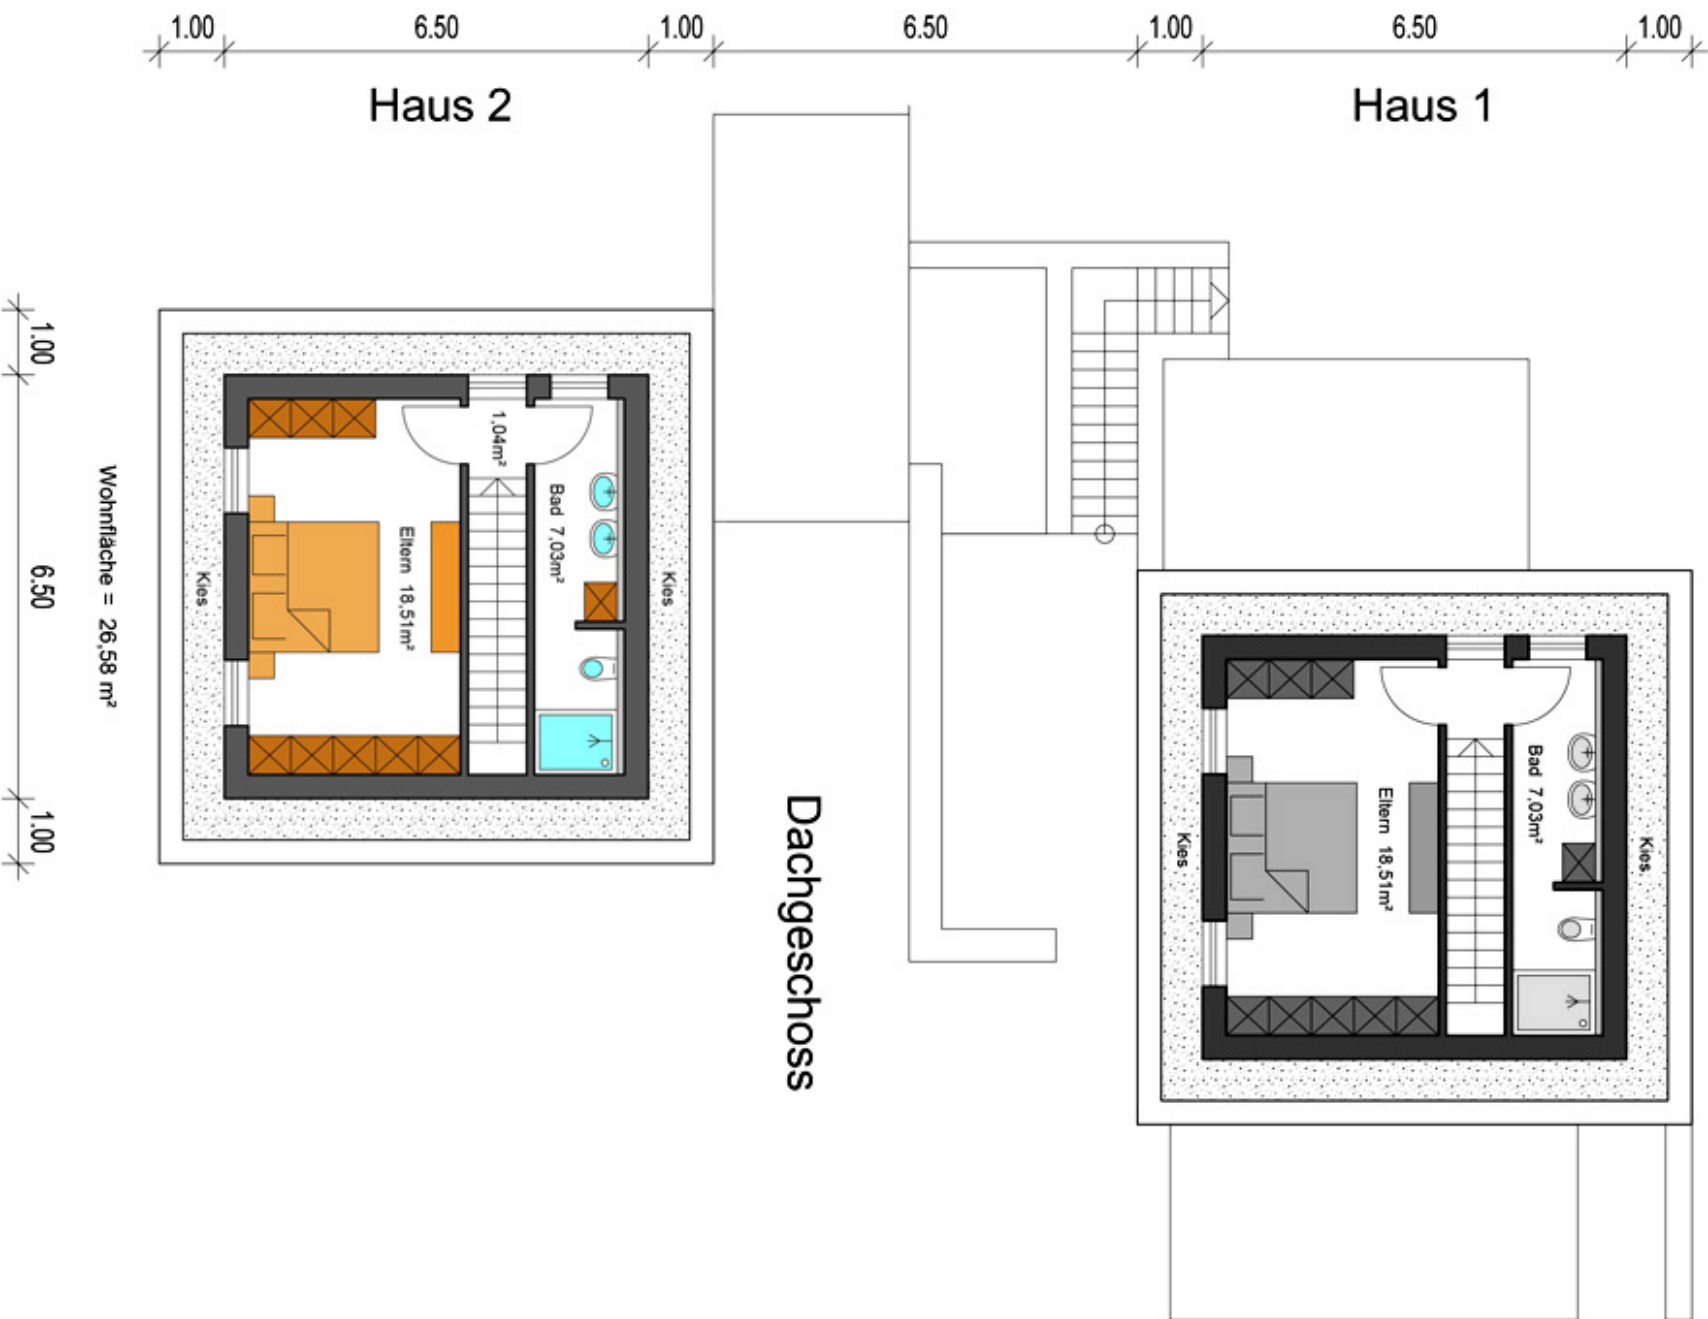 1.00 6.50 1.00 6.50 1.00 6.50 1.00
Haus 2
Haus 1
1.00
6.50
1.00
Wohnfläche = 26,58 m²
Kies
Eltern 18,51m²
1,04m²
Bad 7,03m²
Kies
Dachgeschoss
Kies
Eltern 18,51m²
Bad 7,03m²
Kies